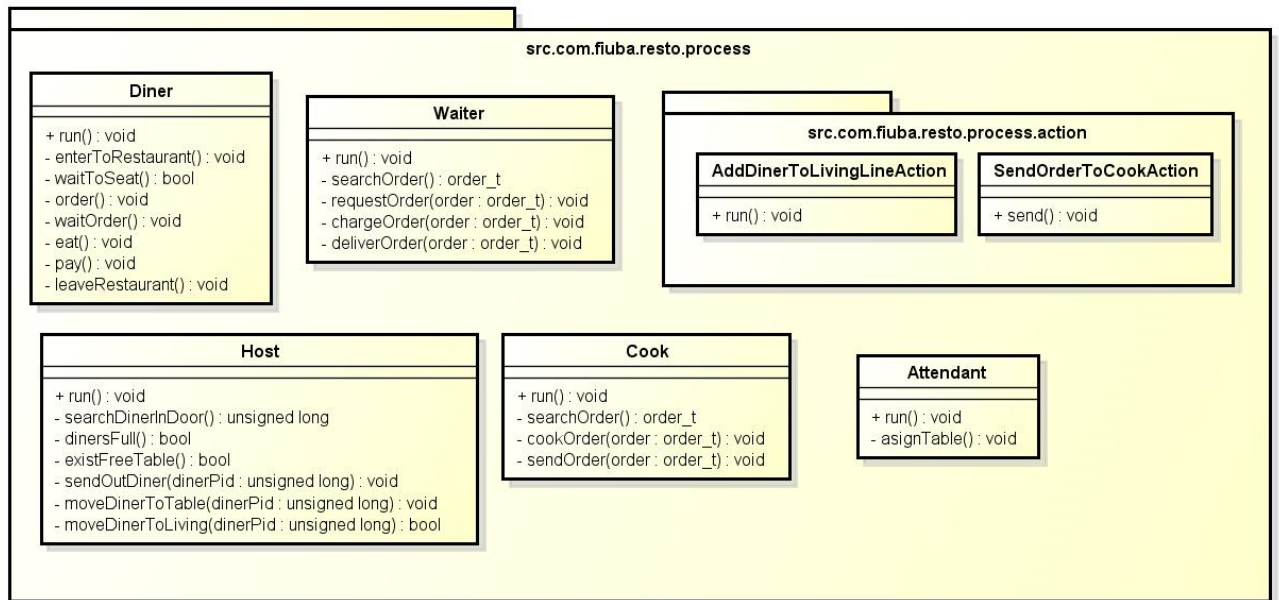 src.com.fiuba.resto.process
Diner
+ run() : void
- enterToRestaurant() : void
- waitToSeat() : bool
- order() : void
- waitOrder() : void
- eat() : void
- pay() : void
- leaveRestaurant() : void
Waiter
+ run() : void
- searchOrder() : order_t
- requestOrder(order : order_t) : void
- chargeOrder(order : order_t) : void
- deliverOrder(order : order_t) : void
src.com.fiuba.resto.process.action
AddDinerToLivingLineAction
+ run() : void
SendOrderToCookAction
+ send() : void
Host
+ run() : void
- searchDinerInDoor() : unsigned long
- dinersFull() : bool
- existFreeTable() : bool
- sendOutDiner(dinerPid : unsigned long) : void
- moveDinerToTable(dinerPid : unsigned long) : void
- moveDinerToLiving(dinerPid : unsigned long) : bool
Cook
+ run() : void
- searchOrder() : order_t
- cookOrder(order : order_t) : void
- sendOrder(order : order_t) : void
Attendant
+ run() : void
- asignTable() : void